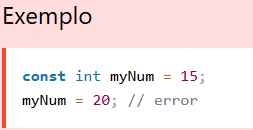 Exemplo
const int myNum = 15;
myNum = 20; // error